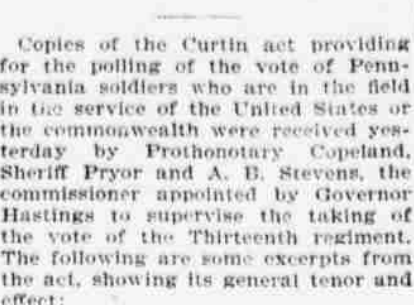 Copies of the Curtin act providing
for the polling of the vote of Penn-
sylvania soldiers who are in the field
in the service of the United States or
the commonwealth were received yes-
terday by Prothonotary Copeland,
Sheriff Pryor and A. B. Stevens, the
commissioner appointed by Governor
Hastings to supervise the taking of
the vote of the Thirteenth regiment.
The following are some excerpts from
the act, showing its general tenor and
effect: